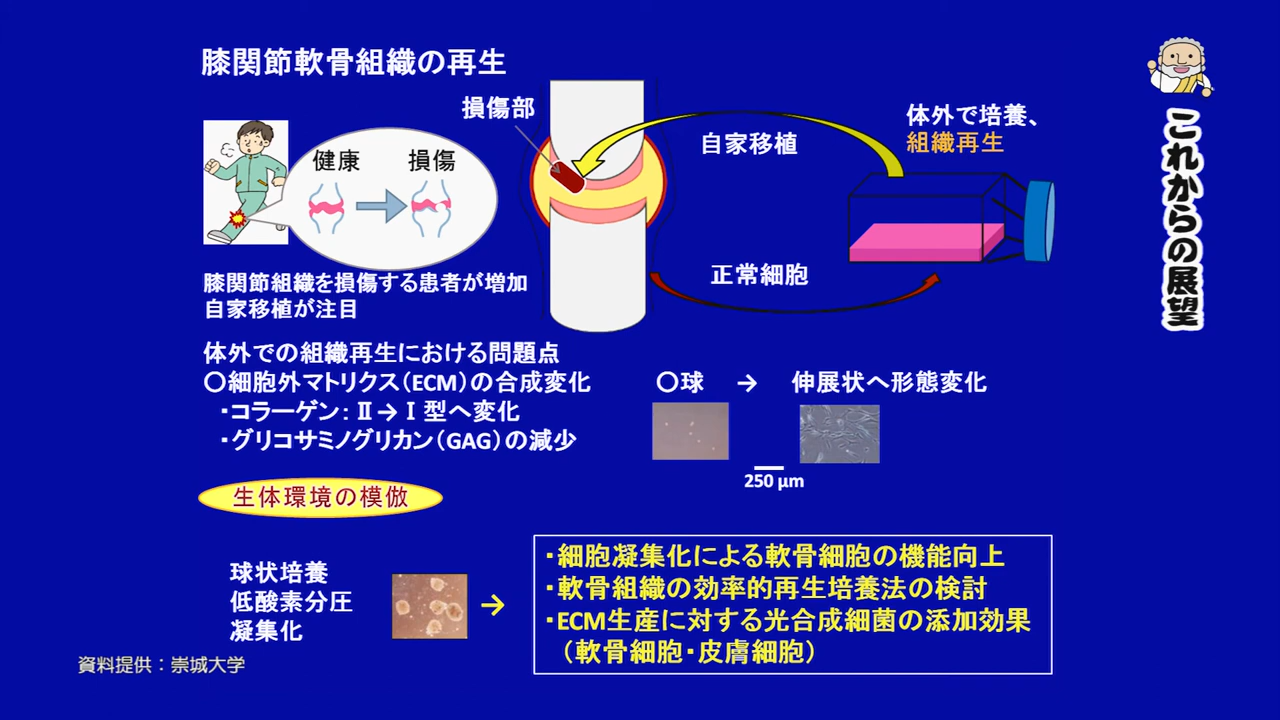 膝関節軟骨組織の再生
損傷部
健康
損傷
自家移植
体外で培養、
組織再生
正常細胞
膝関節組織を損傷する患者が増加
自家移植が注目
体外での組織再生における問題点
〇細胞外マトリクス(ECM)の合成変化
・コラーゲン:Ⅱ→Ⅰ型へ変化
・グリコサミノグリカン(GAG)の減少
〇球 → 伸展状へ形態変化
250 μm
生体環境の模倣
球状培養
低酸素分圧
凝集化
→
・細胞凝集化による軟骨細胞の機能向上
・軟骨組織の効率的再生培養法の検討
・ECM生産に対する光合成細菌の添加効果
(軟骨細胞・皮膚細胞)
資料提供:崇城大学
これからの展望